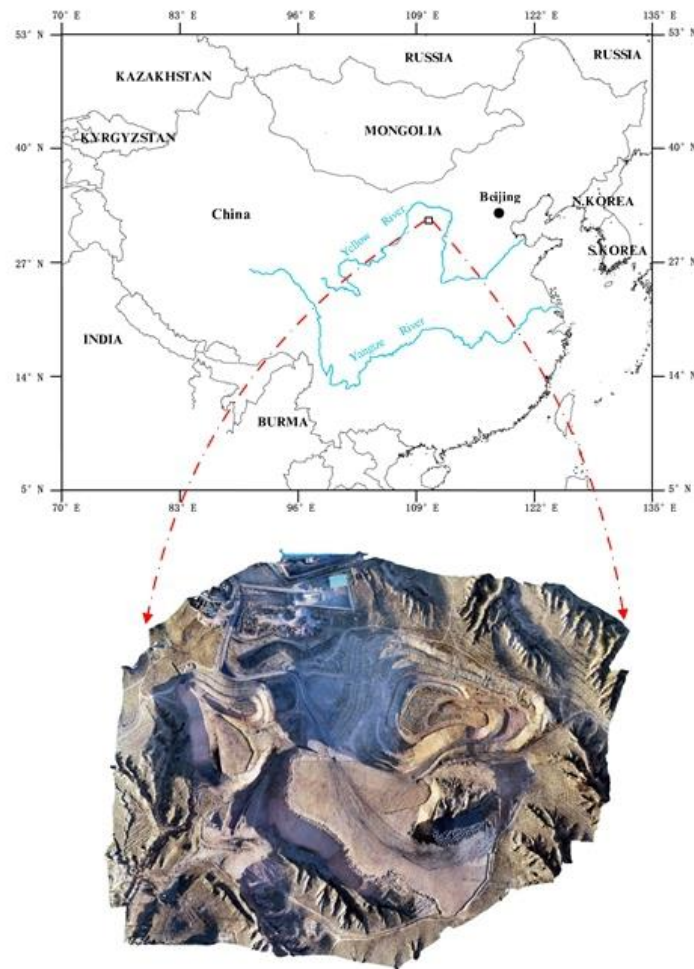 70° E 83° E 96° E 109° E 122° E 135° E
53° N 53° N
RUSSIA RUSSIA
KAZAKHSTAN
MONGOLIA
KYRGYZSTAN
40° N 40° N
Beijing
N.KOREA
China
Yellow River
S.KOREA
27° N 27° N
INDIA
Yangtze River
14° N 14° N
BURMA
5° N 5° N
70° E 83° E 96° E 109° E 122° E 135° E